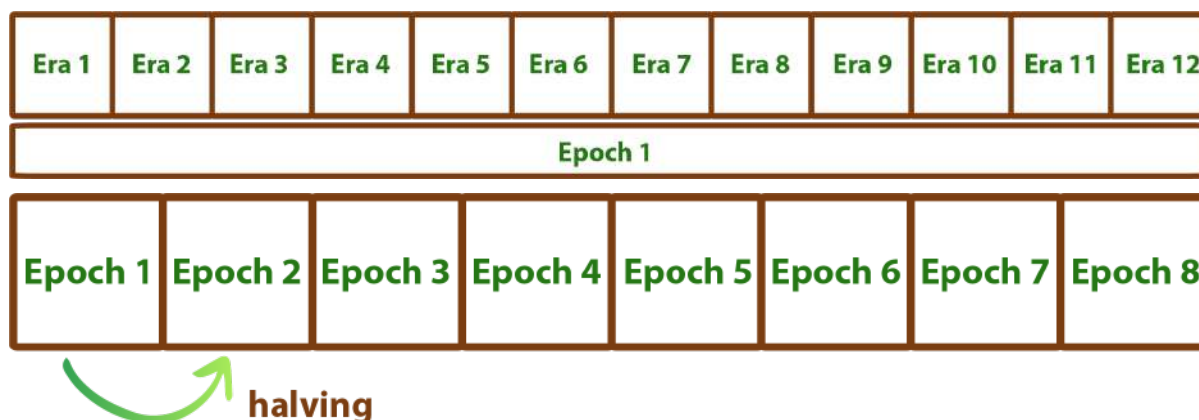 Era 1 Era 2 Era 3 Era 4 Era 5 Era 6 Era 7 Era 8 Era 9 Era 10 Era 11 Era 12
Epoch 1
Epoch 1 Epoch 2 Epoch 3 Epoch 4 Epoch 5 Epoch 6 Epoch 7 Epoch 8
halving